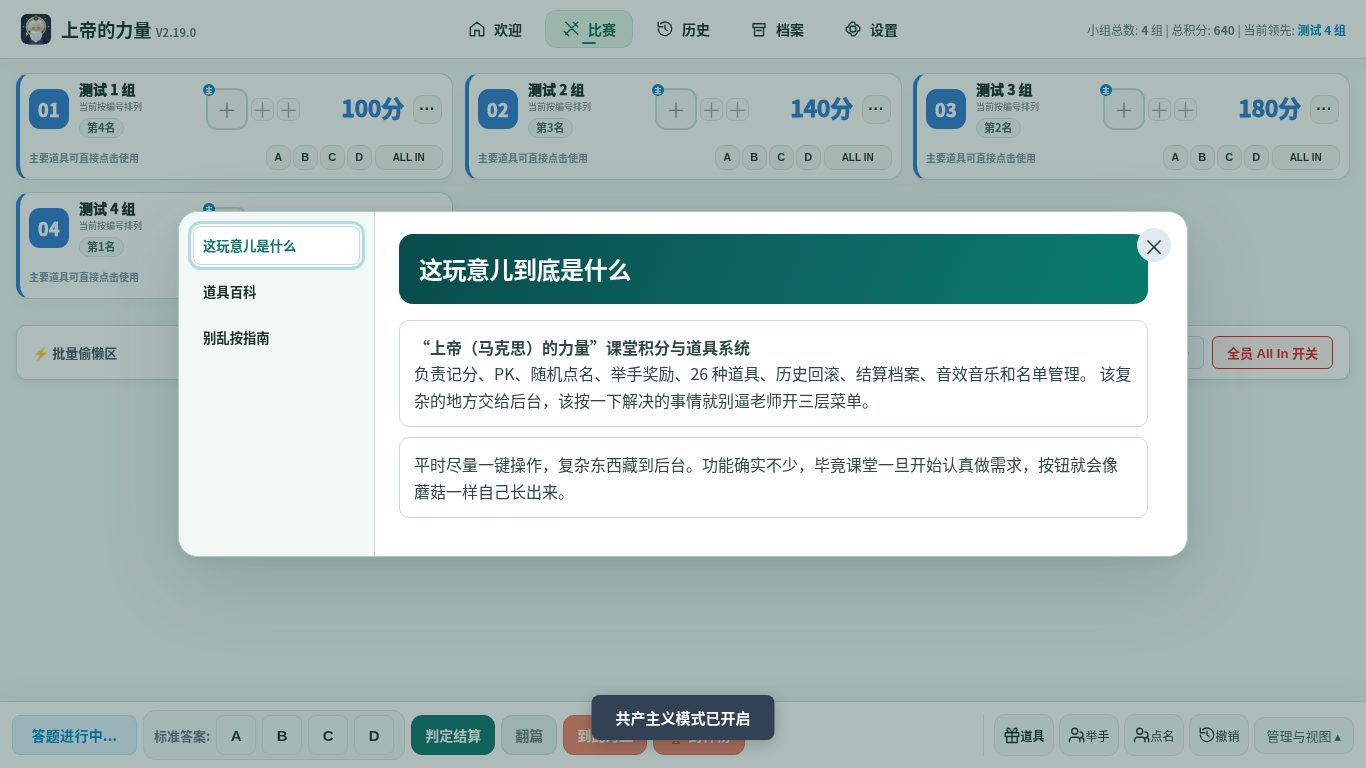 上帝的力量 V2.19.0
欢迎
比赛
历史
档案
设置
小组总数: 4 组 | 总积分: 640 | 当前领先: 测试 4 组
01
测试 1 组
当前按编号排列
第4名
主
100分
主要道具可直接点击使用
A
B
C
D
ALL IN
02
测试 2 组
当前按编号排列
第3名
主
140分
主要道具可直接点击使用
A
B
C
D
ALL IN
03
测试 3 组
当前按编号排列
第2名
主
180分
主要道具可直接点击使用
A
B
C
D
ALL IN
04
测试 4 组
当前按编号排列
第1名
主要道具可直接点击使用
⚡ 批量偷懒区
全员 All In 开关
这玩意儿是什么
道具百科
别乱按指南
这玩意儿到底是什么
“上帝（马克思）的力量”课堂积分与道具系统
负责记分、PK、随机点名、举手奖励、26 种道具、历史回滚、结算档案、音效音乐和名单管理。 该复
杂的地方交给后台，该按一下解决的事情就别逼老师开三层菜单。
平时尽量一键操作，复杂东西藏到后台。功能确实不少，毕竟课堂一旦开始认真做需求，按钮就会像
蘑菇一样自己长出来。
共产主义模式已开启
答题进行中...
标准答案:
A
B
C
D
判定结算
翻篇
道具
举手
点名
撤销
管理与视图 ▴